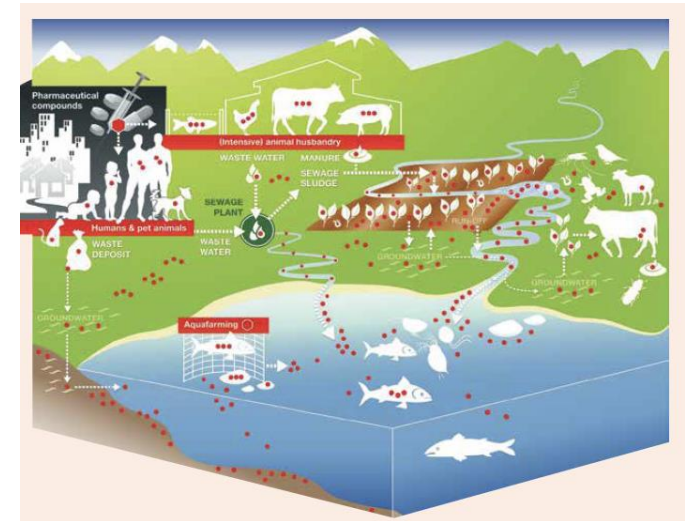 Pharmaceutical
compounds
(Intensive) animal husbandry
WASTE WATER
MANURE
SEWAGE
SLUDGE
SEWAGE
PLANT
Humans & pet animals
WASTE
DEPOSIT
WASTE
WATER
RUN-OFF
GROUNDWATER
GROUNDWATER
GROUNDWATER
Aquafarming